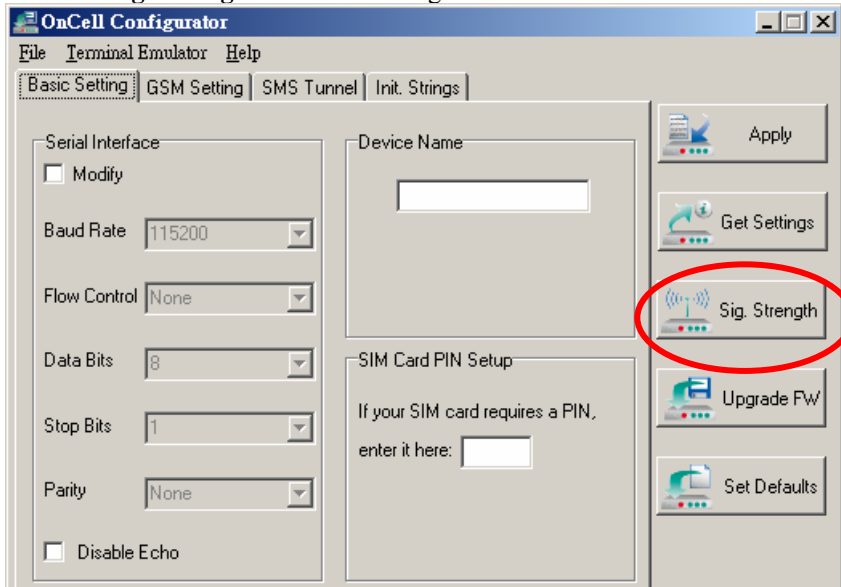 OnCell Configurator
File Terminal Emulator Help
Basic Setting GSM Setting SMS Tunnel Init. Strings
Serial Interface
Modify
Baud Rate 115200
Flow Control None
Data Bits 8
Stop Bits 1
Parity None
Disable Echo
Device Name
SIM Card PIN Setup
If your SIM card requires a PIN,
enter it here:
Apply
Get Settings
Sig. Strength
Upgrade FW
Set Defaults